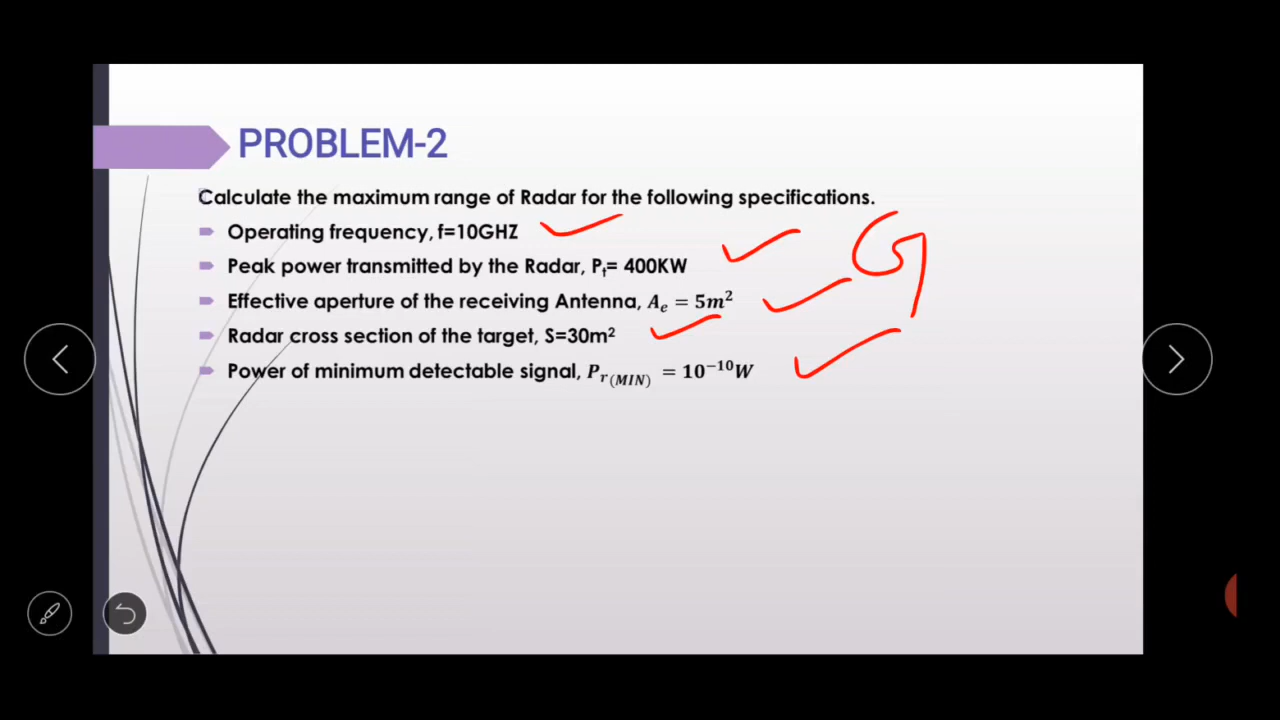 PROBLEM-2
Calculate the maximum range of Radar for the following specifications.
Operating frequency, f=10GHZ
Peak power transmitted by the Radar, Pₜ= 400KW
Effective aperture of the receiving Antenna, 𝑨ₑ = 𝟓𝒎²
Radar cross section of the target, S=30m²
Power of minimum detectable signal, 𝑷𝒓(𝑴𝑰𝑵) = 𝟏𝟎⁻¹⁰𝑾
G